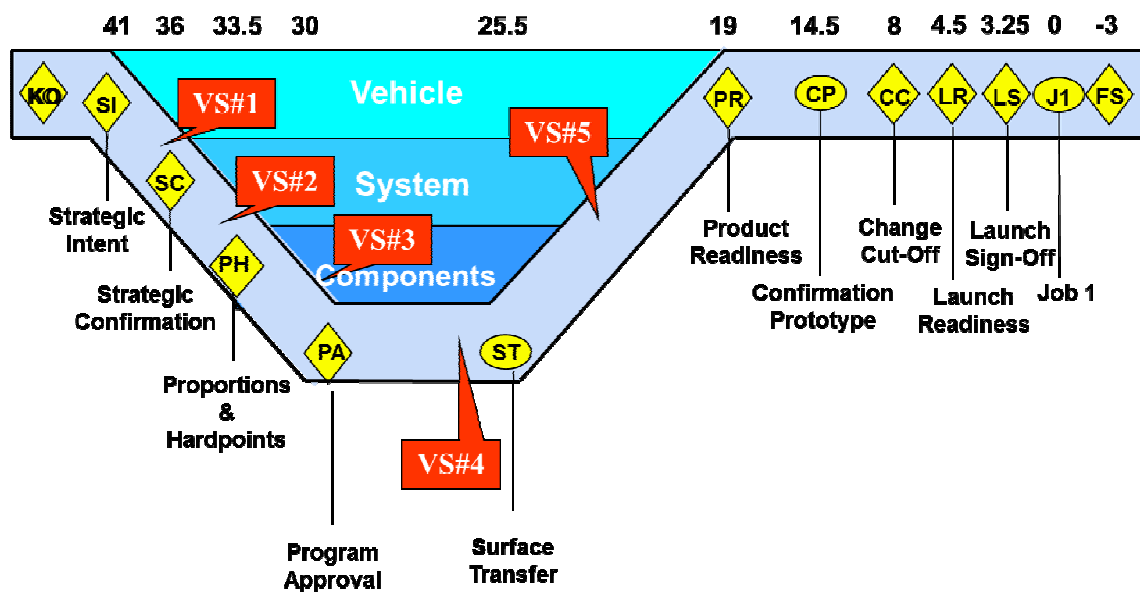 41 36 33.5 30 25.5 19 14.5 8 4.5 3.25 0 -3
Vehicle
SI
VS#1
PR
CP
CC
LR
LS
J1
FS
VS#5
SC
VS#2
System
Strategic
Intent
Product
Readiness
Change
Cut-Off
Launch
Sign-Off
VS#3
PH
Components
Strategic
Confirmation
Confirmation
Prototype
Launch
Readiness
Job 1
PA
ST
Proportions
&
Hardpoints
VS#4
Program
Approval
Surface
Transfer